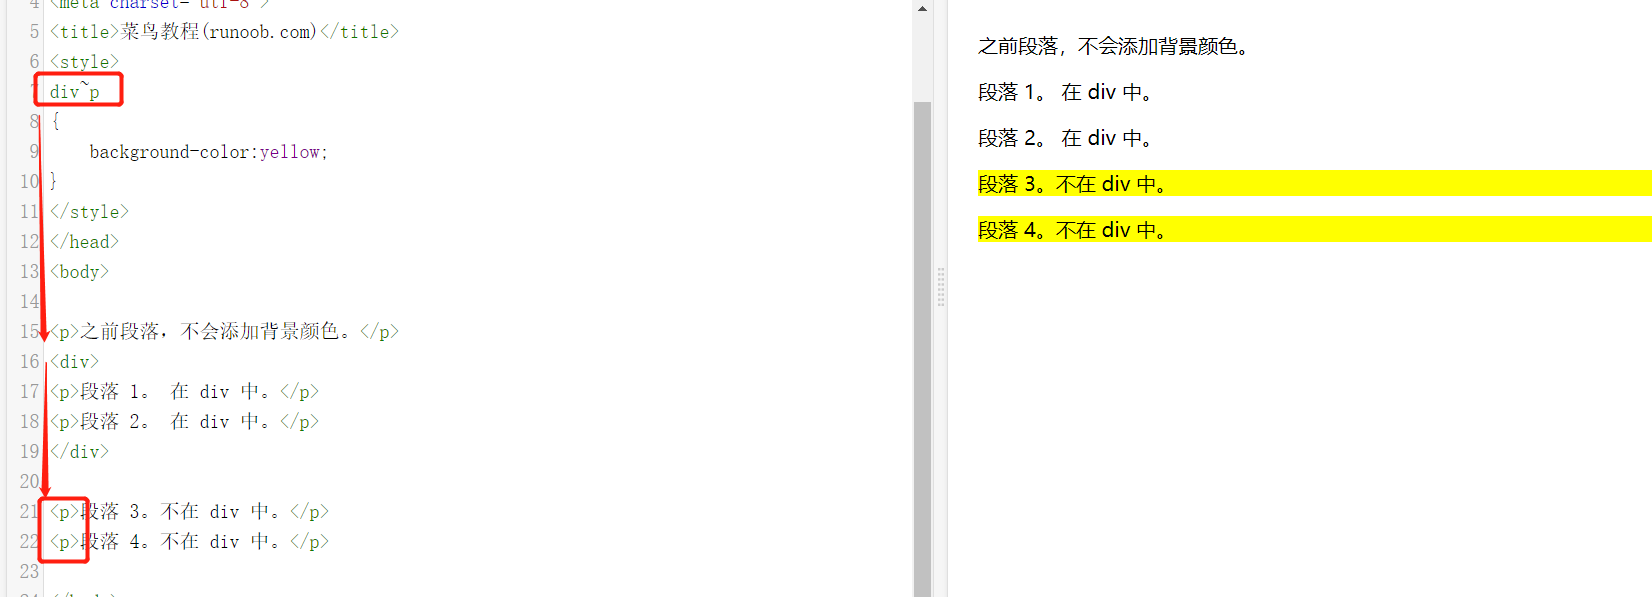 4 <meta charset="utf-8">
5 <title>菜鸟教程(runoob.com)</title>
6 <style>
7 div~p
8 {
9 background-color:yellow;
10 }
11 </style>
12 </head>
13 <body>
14
15 <p>之前段落，不会添加背景颜色。</p>
16 <div>
17 <p>段落 1。 在 div 中。</p>
18 <p>段落 2。 在 div 中。</p>
19 </div>
20
21 <p>段落 3。不在 div 中。</p>
22 <p>段落 4。不在 div 中。</p>
23
24 </body>
之前段落，不会添加背景颜色。
段落 1。 在 div 中。
段落 2。 在 div 中。
段落 3。不在 div 中。
段落 4。不在 div 中。